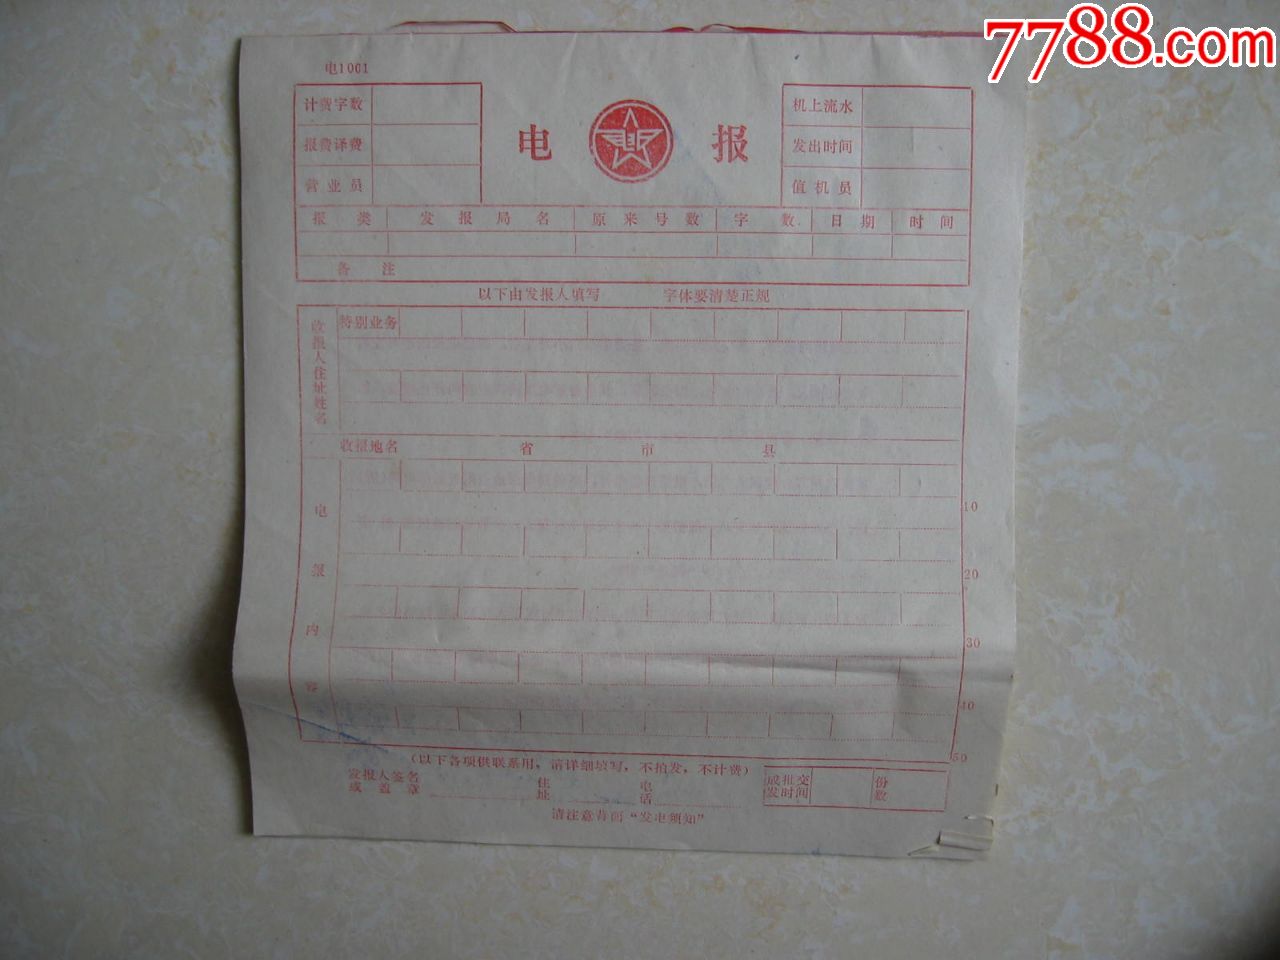 7788.com
电1001
计费字数
报费译费
营业员
电报
机上流水
发出时间
值机员
报类 发报局名 原来号数 字数 日期 时间
备注
以下由发报人填写 字体要清楚正规
收报人住址姓名
特别业务
收报地名 省 市 县
电报内容
10
20
30
40
50
(以下各项供联系用，请详细填写，不拍发，不计费)
发报人签名或盖章 住址 电话
成批交发时间 份数
请注意背面“发电须知”